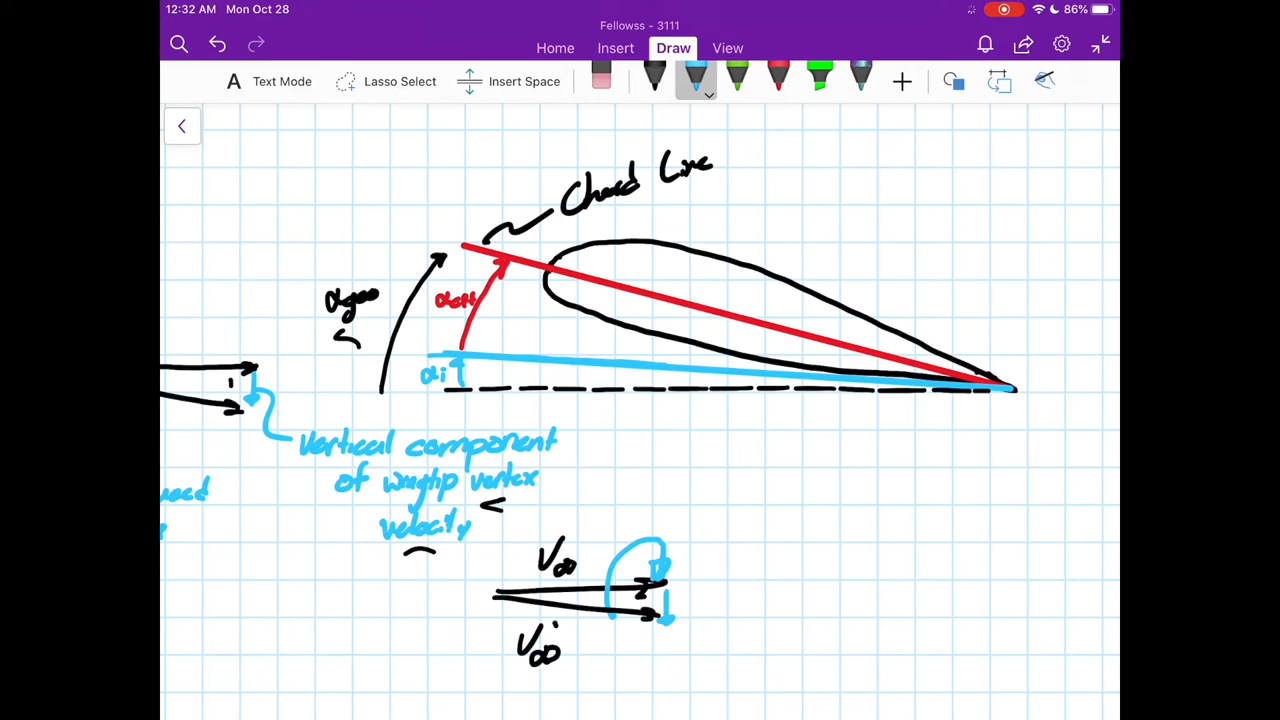 12:32 AM Mon Oct 28
86%
Fellowss - 3111
Home Insert Draw View
A Text Mode Lasso Select Insert Space
Chord Line
αgeo
αeff
αi
vertical component
of wingtip vortex
velocity
V∞
V∞'